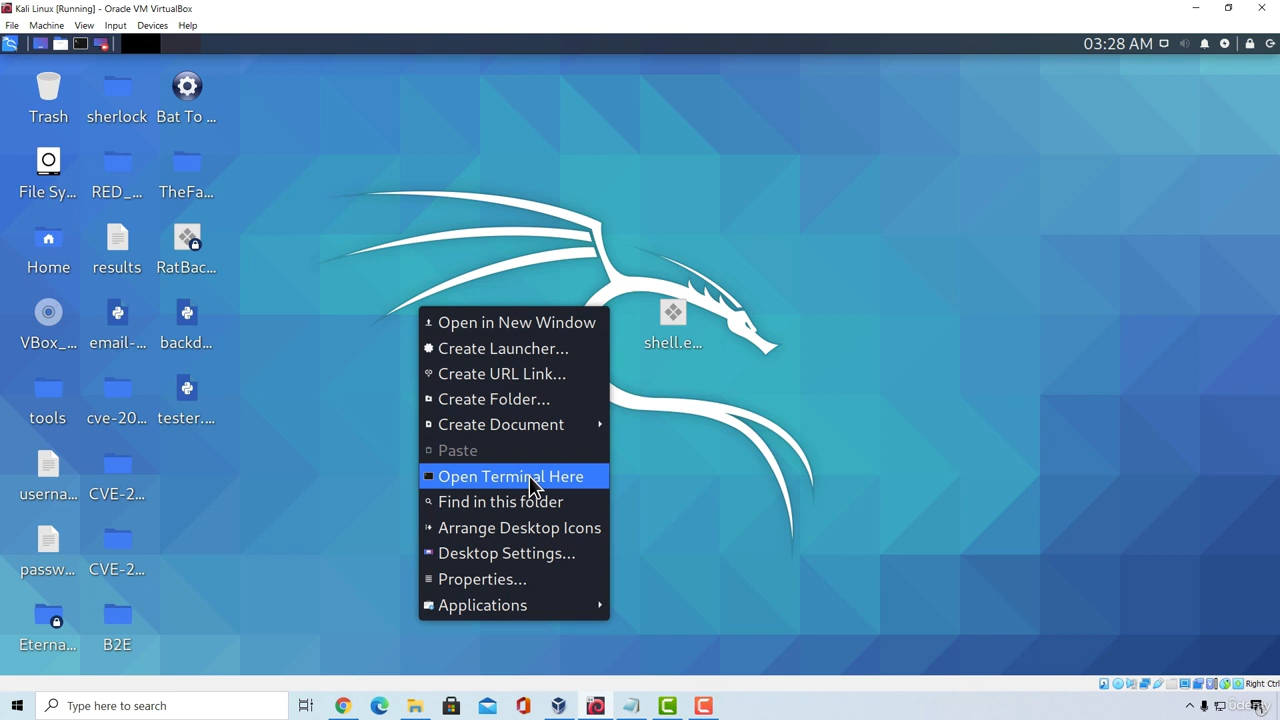 Kali Linux [Running] - Oracle VM VirtualBox
File Machine View Input Devices Help
03:28 AM
Trash
sherlock
Bat To ...
File Sy...
RED_...
TheFa...
Home
results
RatBac...
VBox_...
email-...
backd...
shell.e...
tools
cve-20...
tester....
userna...
CVE-2...
passw...
CVE-2...
Eterna...
B2E
Open in New Window
Create Launcher...
Create URL Link...
Create Folder...
Create Document
Paste
Open Terminal Here
Find in this folder
Arrange Desktop Icons
Desktop Settings...
Properties...
Applications
Right Ctrl
Type here to search
Udemy